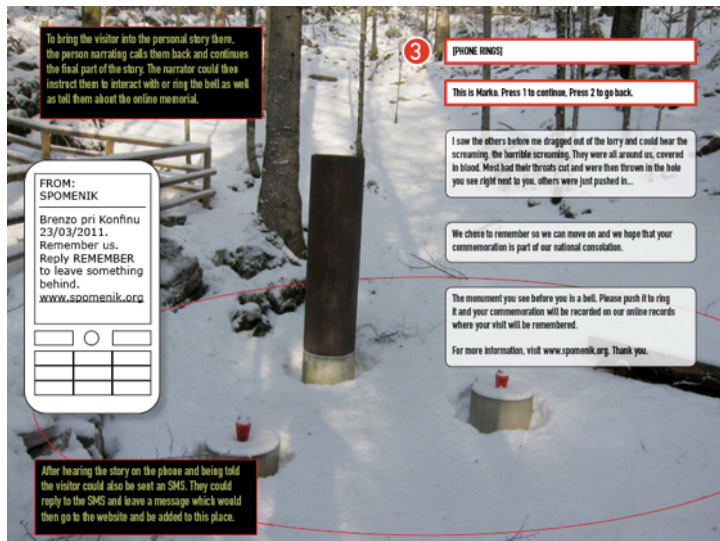 To bring the visitor into the personal story there,
the person narrating calls them back and continues
the final part of the story. The narrator could then
instruct them to interact with or ring the bell as well
as tell them about the online memorial.
3
[PHONE RINGS]
This is Marko. Press 1 to continue, Press 2 to go back.
I saw the others before me dragged out of the lorry and could hear the
screaming, the horrible screaming. They were all around us, covered
in blood. Most had their throats cut and were then thrown in the hole
you see right next to you, others were just pushed in...
We chose to remember so we can move on and we hope that your
commemoration is part of our national consolation.
The monument you see before you is a bell. Please push it to ring
it and your commemoration will be recorded on our online records
where your visit will be remembered.
For more information, visit www.spomenik.org. Thank you.
FROM:
SPOMENIK
Brenzo pri Konfinu
23/03/2011.
Remember us.
Reply REMEMBER
to leave something
behind.
www.spomenik.org
After hearing the story on the phone and being told
the visitor could also be sent an SMS. They could
reply to the SMS and leave a message which would
then go to the website and be added to this place.